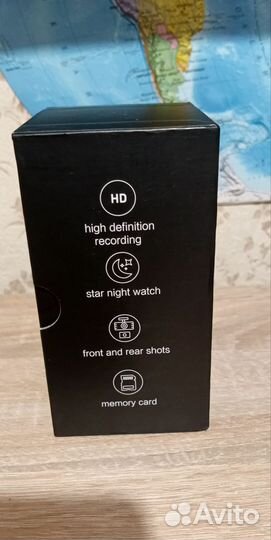 HD
high definition
recording
star night watch
front and rear shots
memory card
Avito